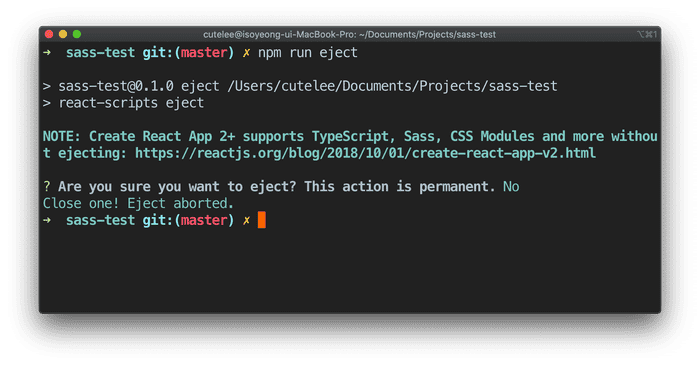 cutelee@isoyeong-ui-MacBook-Pro: ~/Documents/Projects/sass-test
⌥⌘1
➜  sass-test git:(master) ✗ npm run eject
> sass-test@0.1.0 eject /Users/cutelee/Documents/Projects/sass-test
> react-scripts eject
NOTE: Create React App 2+ supports TypeScript, Sass, CSS Modules and more withou
t ejecting: https://reactjs.org/blog/2018/10/01/create-react-app-v2.html
? Are you sure you want to eject? This action is permanent. No
Close one! Eject aborted.
➜  sass-test git:(master) ✗